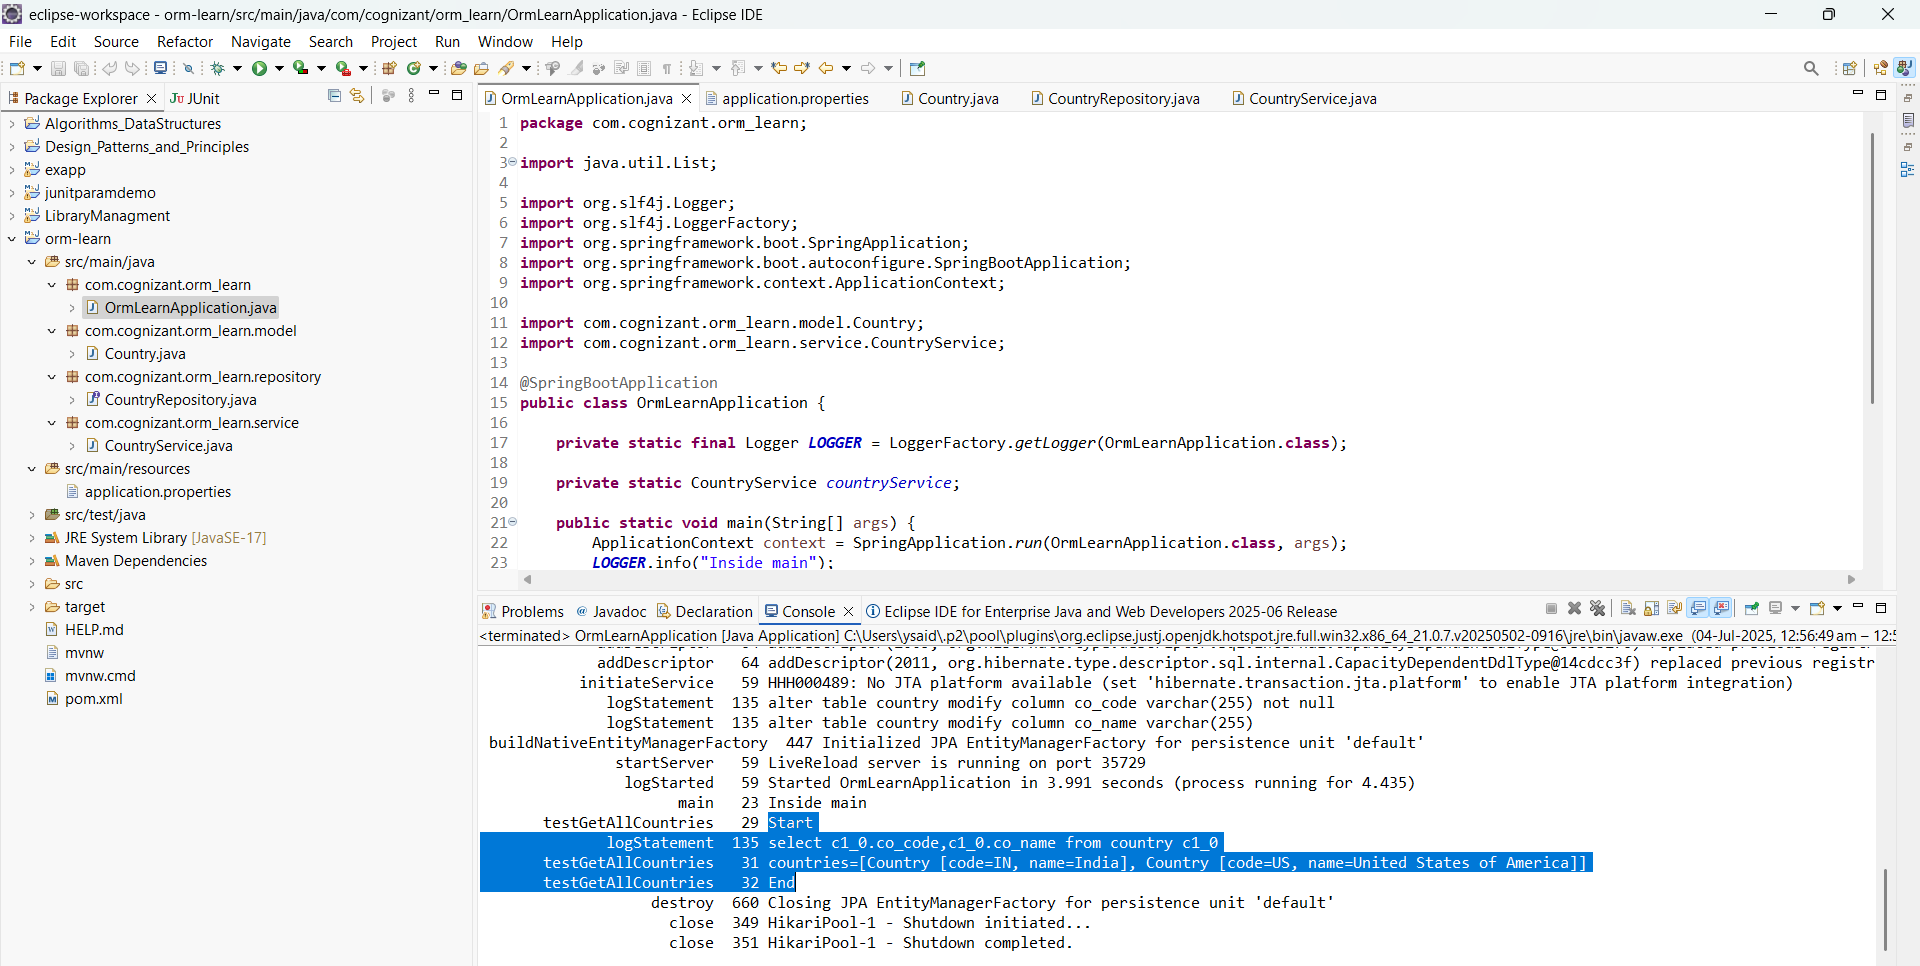 eclipse-workspace - orm-learn/src/main/java/com/cognizant/orm_learn/OrmLearnApplication.java - Eclipse IDE
File Edit Source Refactor Navigate Search Project Run Window Help
Package Explorer
JUnit
Algorithms_DataStructures
Design_Patterns_and_Principles
exapp
junitparamdemo
LibraryManagment
orm-learn
src/main/java
com.cognizant.orm_learn
OrmLearnApplication.java
com.cognizant.orm_learn.model
Country.java
com.cognizant.orm_learn.repository
CountryRepository.java
com.cognizant.orm_learn.service
CountryService.java
src/main/resources
application.properties
src/test/java
JRE System Library [JavaSE-17]
Maven Dependencies
src
target
HELP.md
mvnw
mvnw.cmd
pom.xml
OrmLearnApplication.java application.properties Country.java CountryRepository.java CountryService.java
1 package com.cognizant.orm_learn;
2
3 import java.util.List;
4
5 import org.slf4j.Logger;
6 import org.slf4j.LoggerFactory;
7 import org.springframework.boot.SpringApplication;
8 import org.springframework.boot.autoconfigure.SpringBootApplication;
9 import org.springframework.context.ApplicationContext;
10
11 import com.cognizant.orm_learn.model.Country;
12 import com.cognizant.orm_learn.service.CountryService;
13
14 @SpringBootApplication
15 public class OrmLearnApplication {
16
17 private static final Logger LOGGER = LoggerFactory.getLogger(OrmLearnApplication.class);
18
19 private static CountryService countryService;
20
21 public static void main(String[] args) {
22 ApplicationContext context = SpringApplication.run(OrmLearnApplication.class, args);
23 LOGGER.info("Inside main");
Problems @ Javadoc Declaration Console Eclipse IDE for Enterprise Java and Web Developers 2025-06 Release
<terminated> OrmLearnApplication [Java Application] C:\Users\ysaid\.p2\pool\plugins\org.eclipse.justj.openjdk.hotspot.jre.full.win32.x86_64_21.0.7.v20250502-0916\jre\bin\javaw.exe (04-Jul-2025, 12:56:49 am – 12:5
addDescriptor 64 addDescriptor(2011, org.hibernate.type.descriptor.sql.internal.CapacityDependentDdlType@14cdcc3f) replaced previous registr
initiateService 59 HHH000489: No JTA platform available (set 'hibernate.transaction.jta.platform' to enable JTA platform integration)
logStatement 135 alter table country modify column co_code varchar(255) not null
logStatement 135 alter table country modify column co_name varchar(255)
buildNativeEntityManagerFactory 447 Initialized JPA EntityManagerFactory for persistence unit 'default'
startServer 59 LiveReload server is running on port 35729
logStarted 59 Started OrmLearnApplication in 3.991 seconds (process running for 4.435)
main 23 Inside main
testGetAllCountries 29 Start
logStatement 135 select c1_0.co_code,c1_0.co_name from country c1_0
testGetAllCountries 31 countries=[Country [code=IN, name=India], Country [code=US, name=United States of America]]
testGetAllCountries 32 End
destroy 660 Closing JPA EntityManagerFactory for persistence unit 'default'
close 349 HikariPool-1 - Shutdown initiated...
close 351 HikariPool-1 - Shutdown completed.